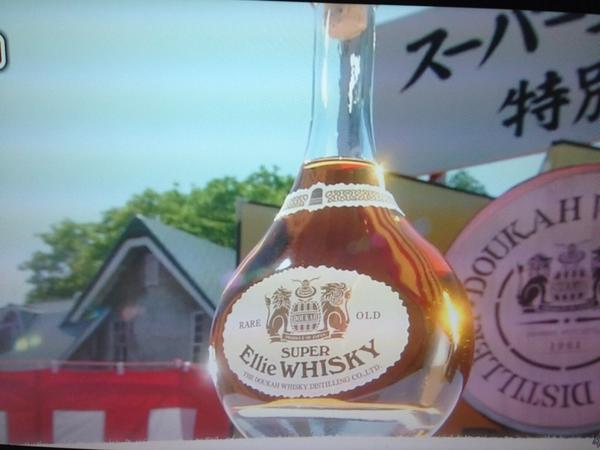 スーパー
特別
RARE OLD
DOUKAH
SUPER
Ellie WHISKY
THE DOUKAH WHISKY DISTILLING CO.,LTD.
DOUKAH
DISTILLE